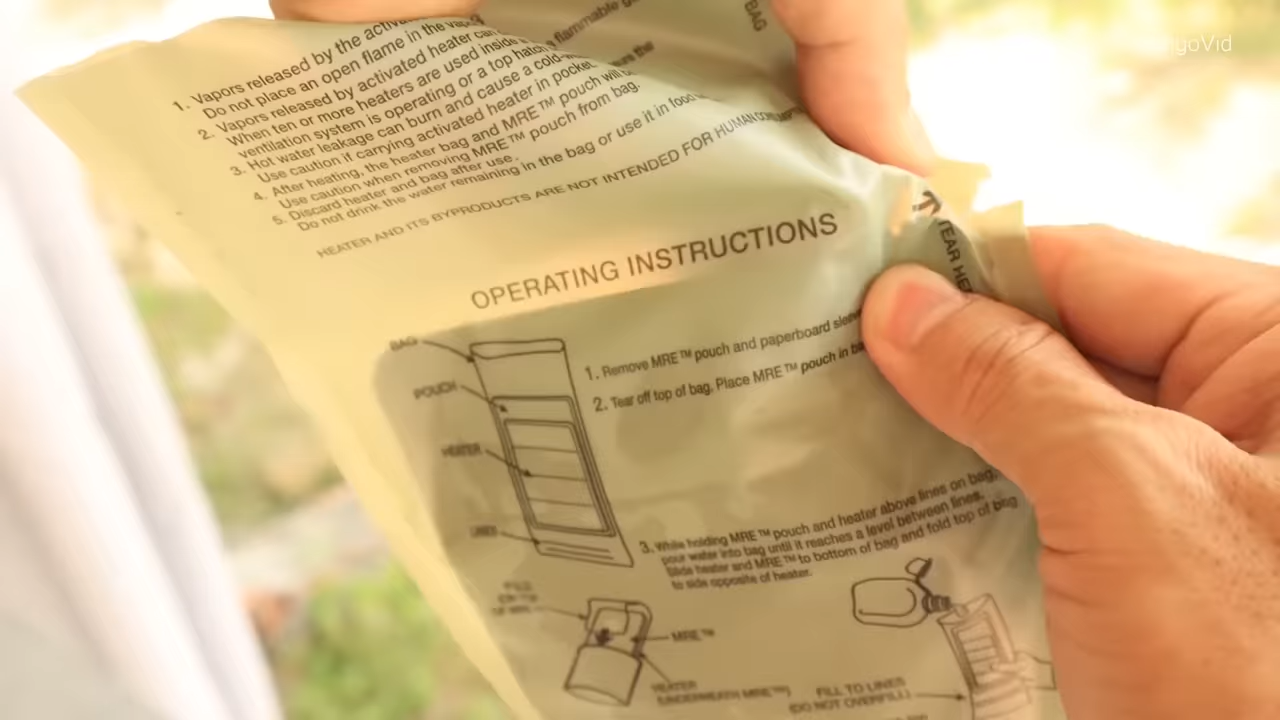 1. Vapors released by the
Do not place an open flame in the
2. Vapors released by activated heater
When ten or more heaters are used inside
ventilation system is operating or a top hatch
3. Hot water leakage can burn and cause a
Use caution if carrying activated heater in pocket.
4. After heating, the heater bag and MRE™ pouch will
Use caution when removing MRE™ pouch from bag.
5. Discard heater and bag after use.
Do not drink the water remaining in the bag or use it in food
flammable
BAG
HEATER AND ITS BYPRODUCTS ARE NOT INTENDED FOR HUMAN
TEAR
OPERATING INSTRUCTIONS
BAG
POUCH
HEATER
LINES
1. Remove MRE™ pouch and paperboard
2. Tear off top of bag. Place MRE™ pouch in
3. While holding MRE™ pouch and heater above lines on bag,
pour water into bag until it reaches a level between lines.
Slide heater and MRE™ to bottom of bag and fold top of bag
to side opposite of heater.
MRE™
HEATER
(UNDERNEATH MRE™)
FILL TO LINES
(DO NOT OVERFILL)